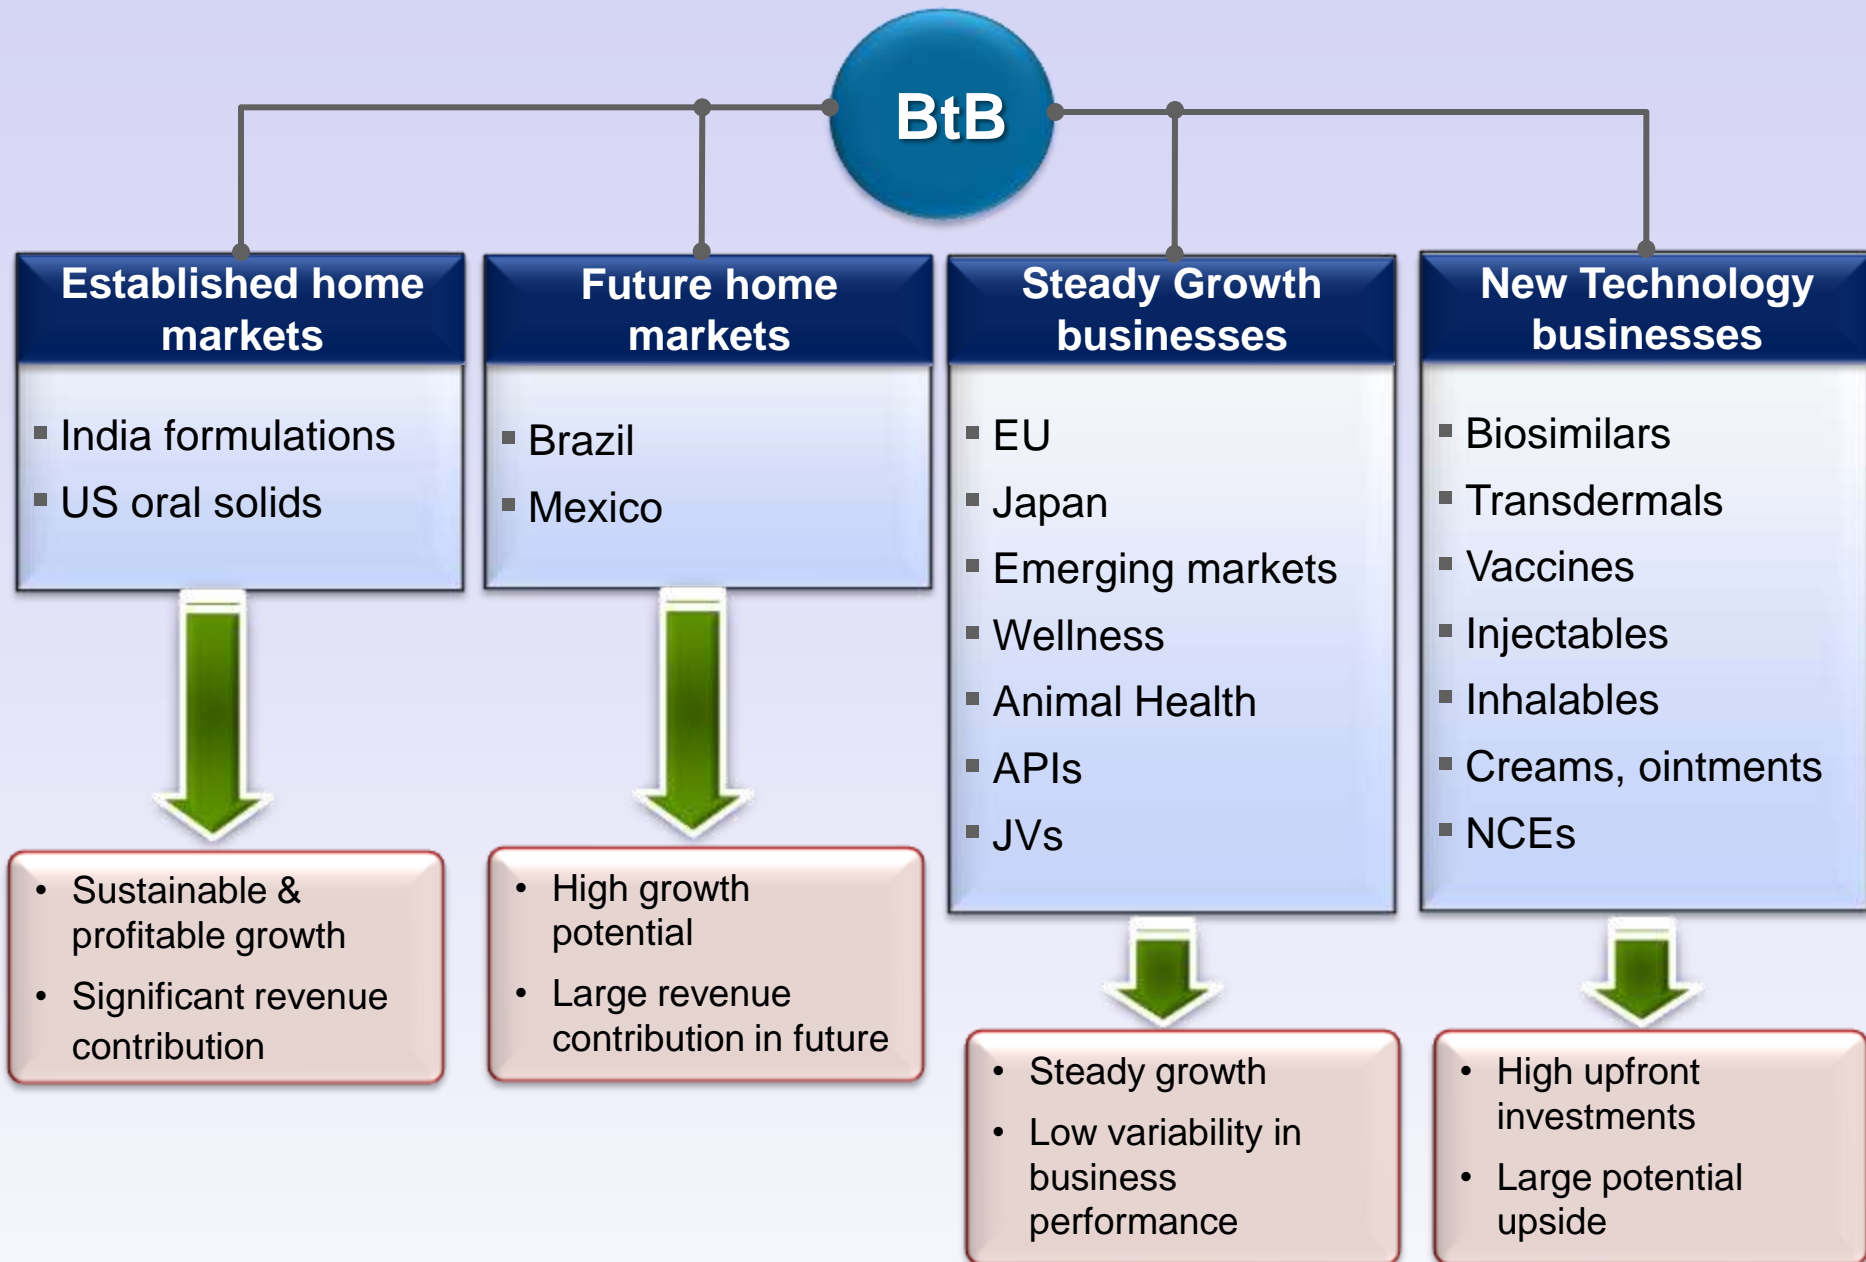 BtB
Established home
markets
▪ India formulations
▪ US oral solids
• Sustainable &
profitable growth
• Significant revenue
contribution
Future home
markets
▪ Brazil
▪ Mexico
• High growth
potential
• Large revenue
contribution in future
Steady Growth
businesses
▪ EU
▪ Japan
▪ Emerging markets
▪ Wellness
▪ Animal Health
▪ APIs
▪ JVs
• Steady growth
• Low variability in
business
performance
New Technology
businesses
▪ Biosimilars
▪ Transdermals
▪ Vaccines
▪ Injectables
▪ Inhalables
▪ Creams, ointments
▪ NCEs
• High upfront
investments
• Large potential
upside